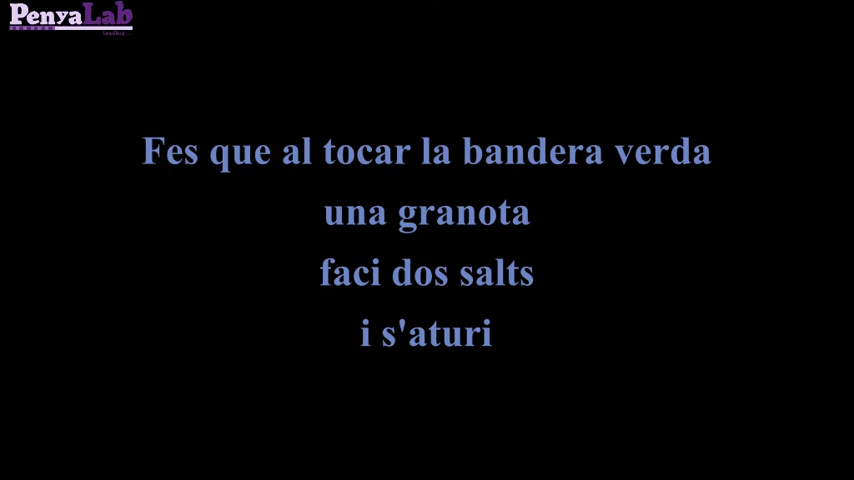 PenyaLab
Fes que al tocar la bandera verda
una granota
faci dos salts
i s'aturi